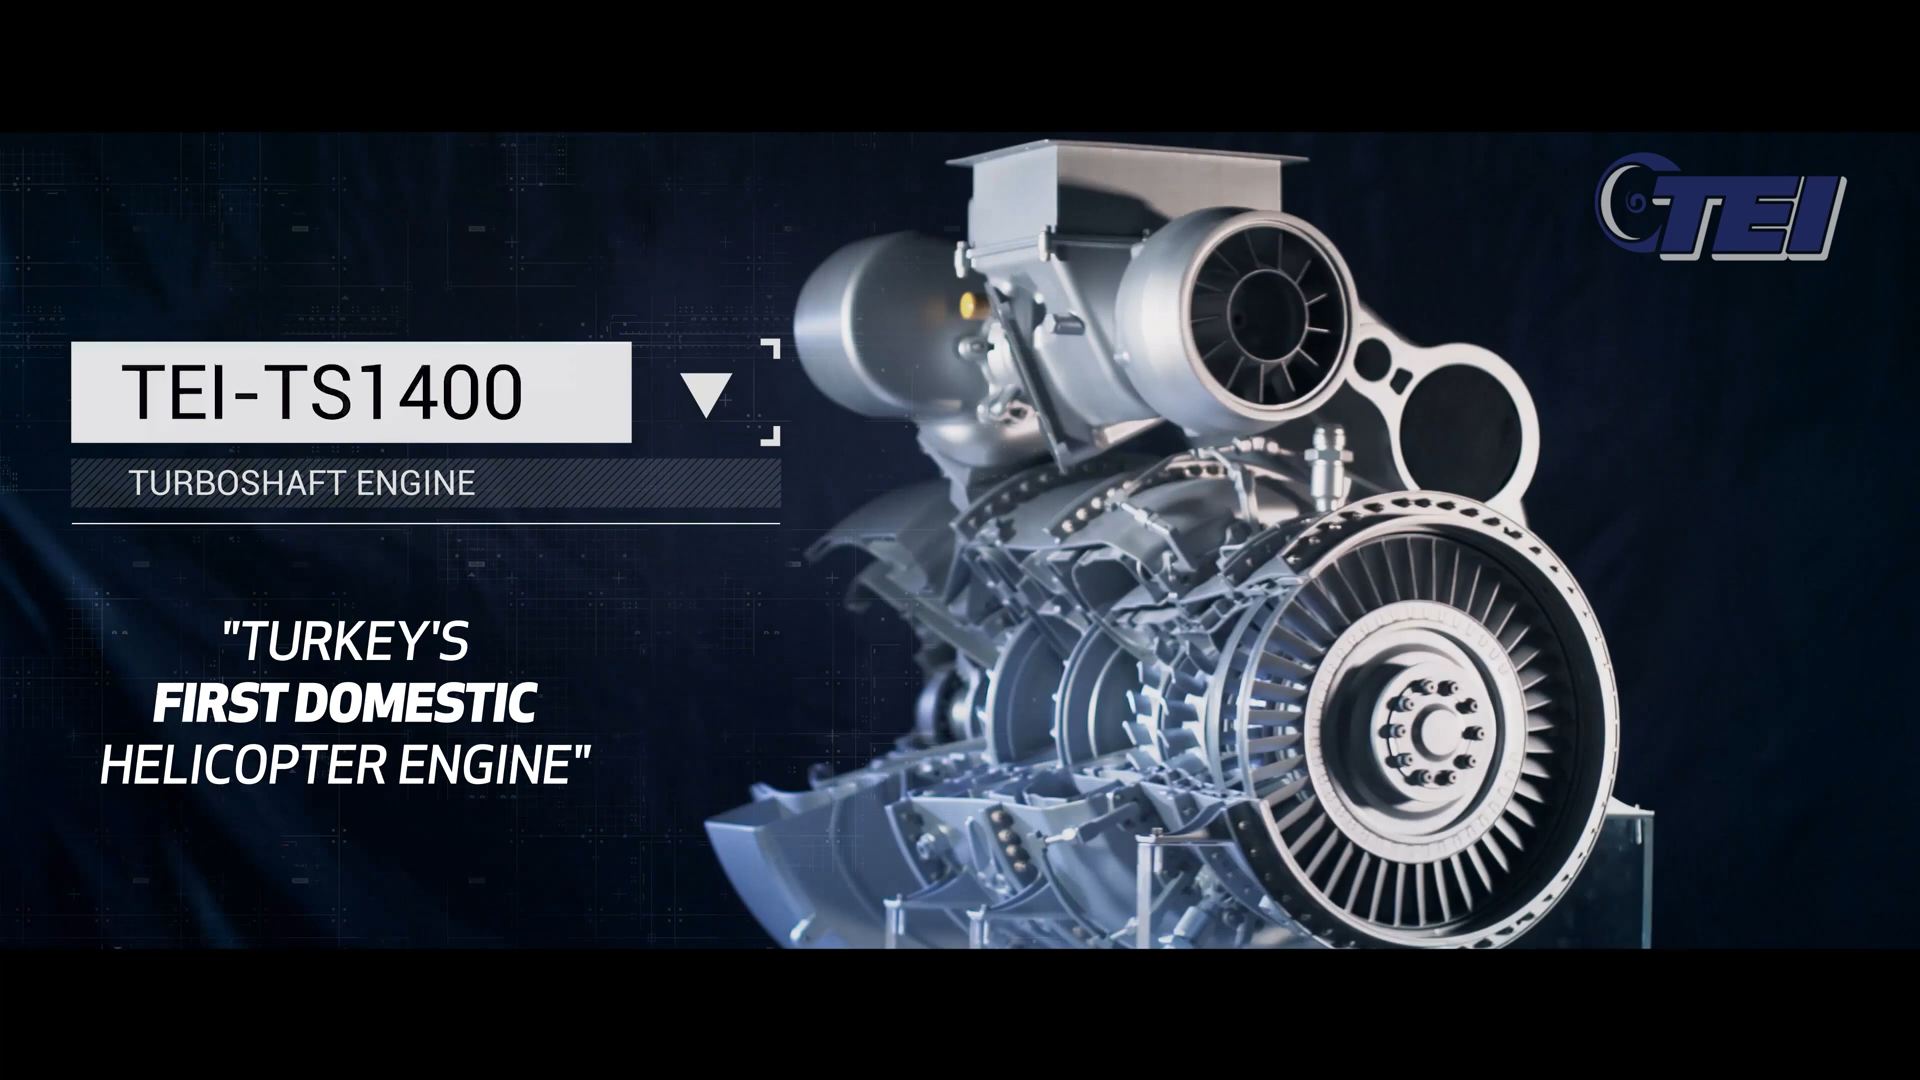 TEI
TEI-TS1400
TURBOSHAFT ENGINE
"TURKEY'S
FIRST DOMESTIC
HELICOPTER ENGINE"